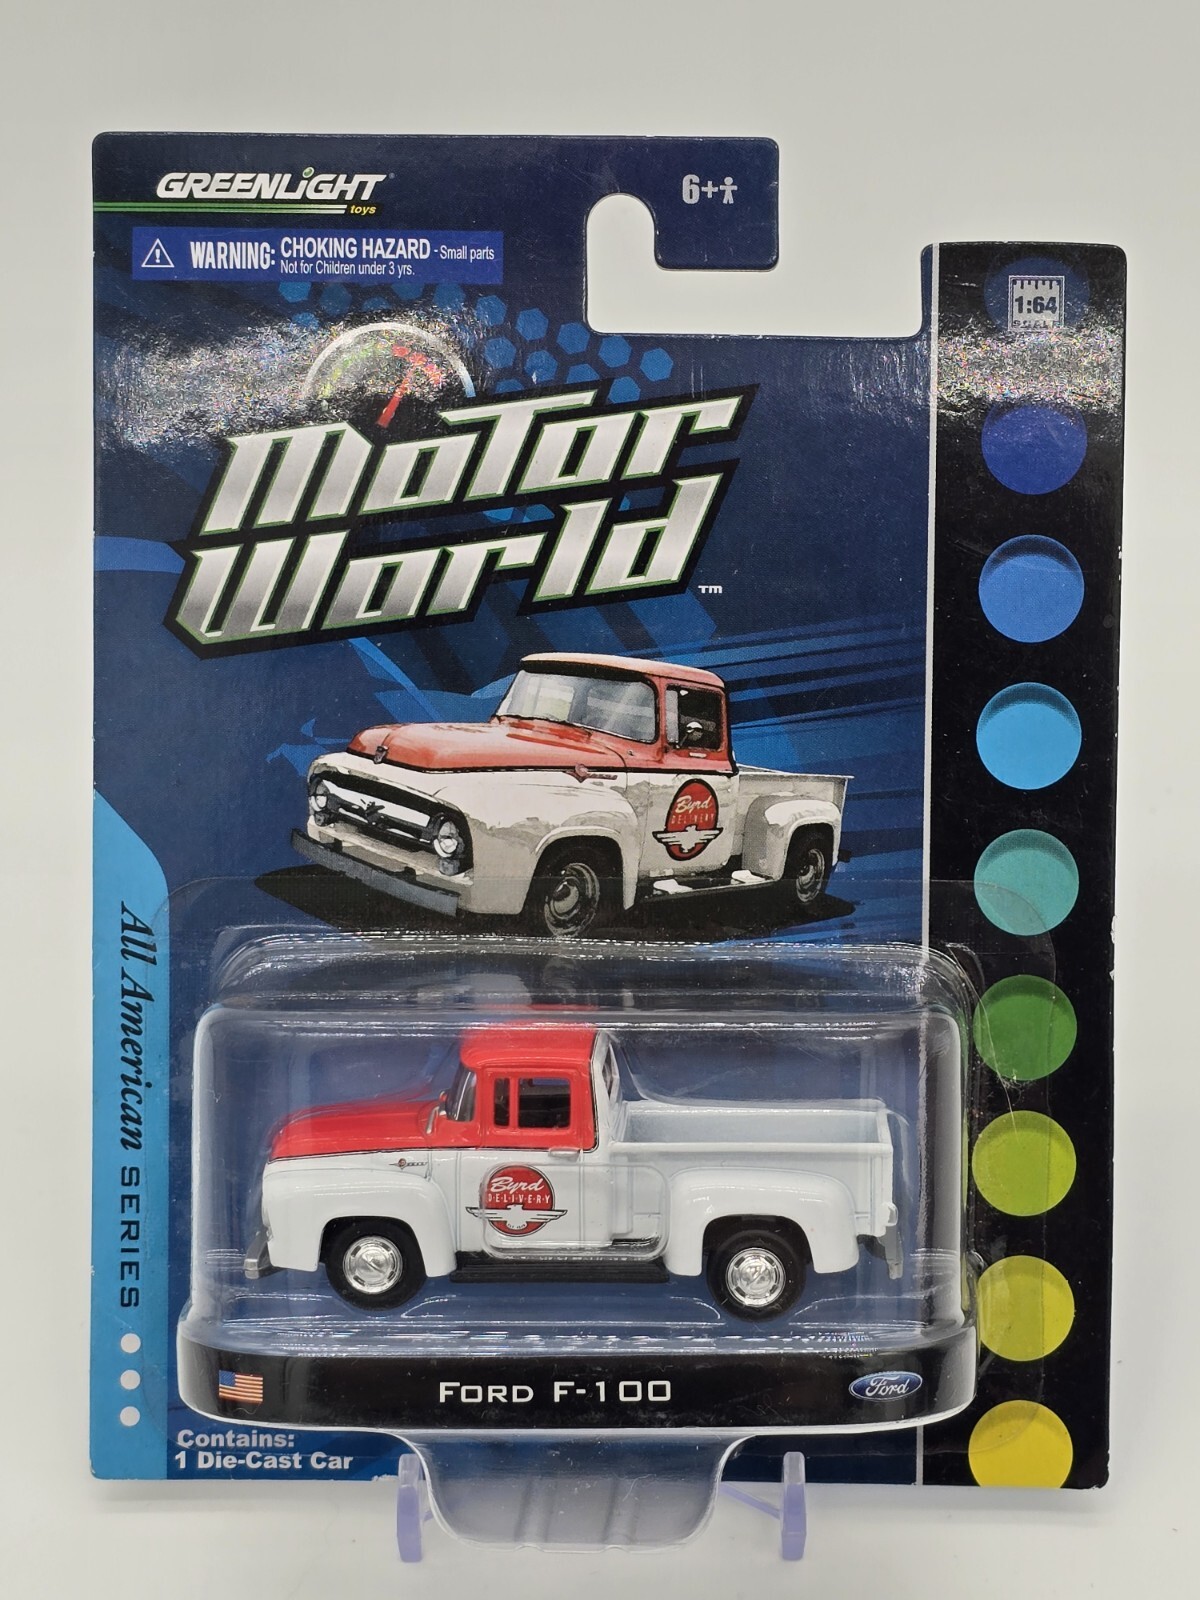 GREENLiGHT
toys
6+
WARNING: CHOKING HAZARD - Small parts
Not for Children under 3 yrs.
1:64
SCALE
MoTor
World
TM
Byrd
DELIVERY
All American SERIES
Byrd
DELIVERY
FORD F-100
Ford
Contains:
1 Die-Cast Car